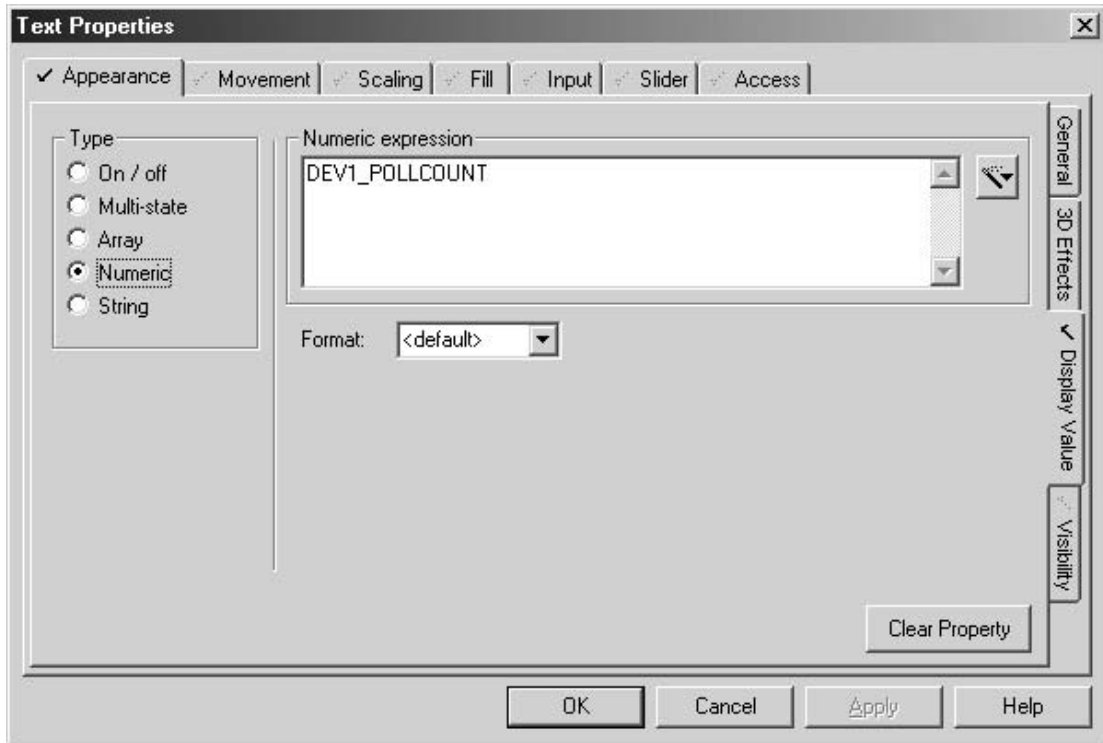 Text Properties
Appearance Movement Scaling Fill Input Slider Access
Type
On / off
Multi-state
Array
Numeric
String
Numeric expression
DEV1_POLLCOUNT
Format: <default>
General
3D Effects
Display Value
Visibility
Clear Property
OK Cancel Apply Help